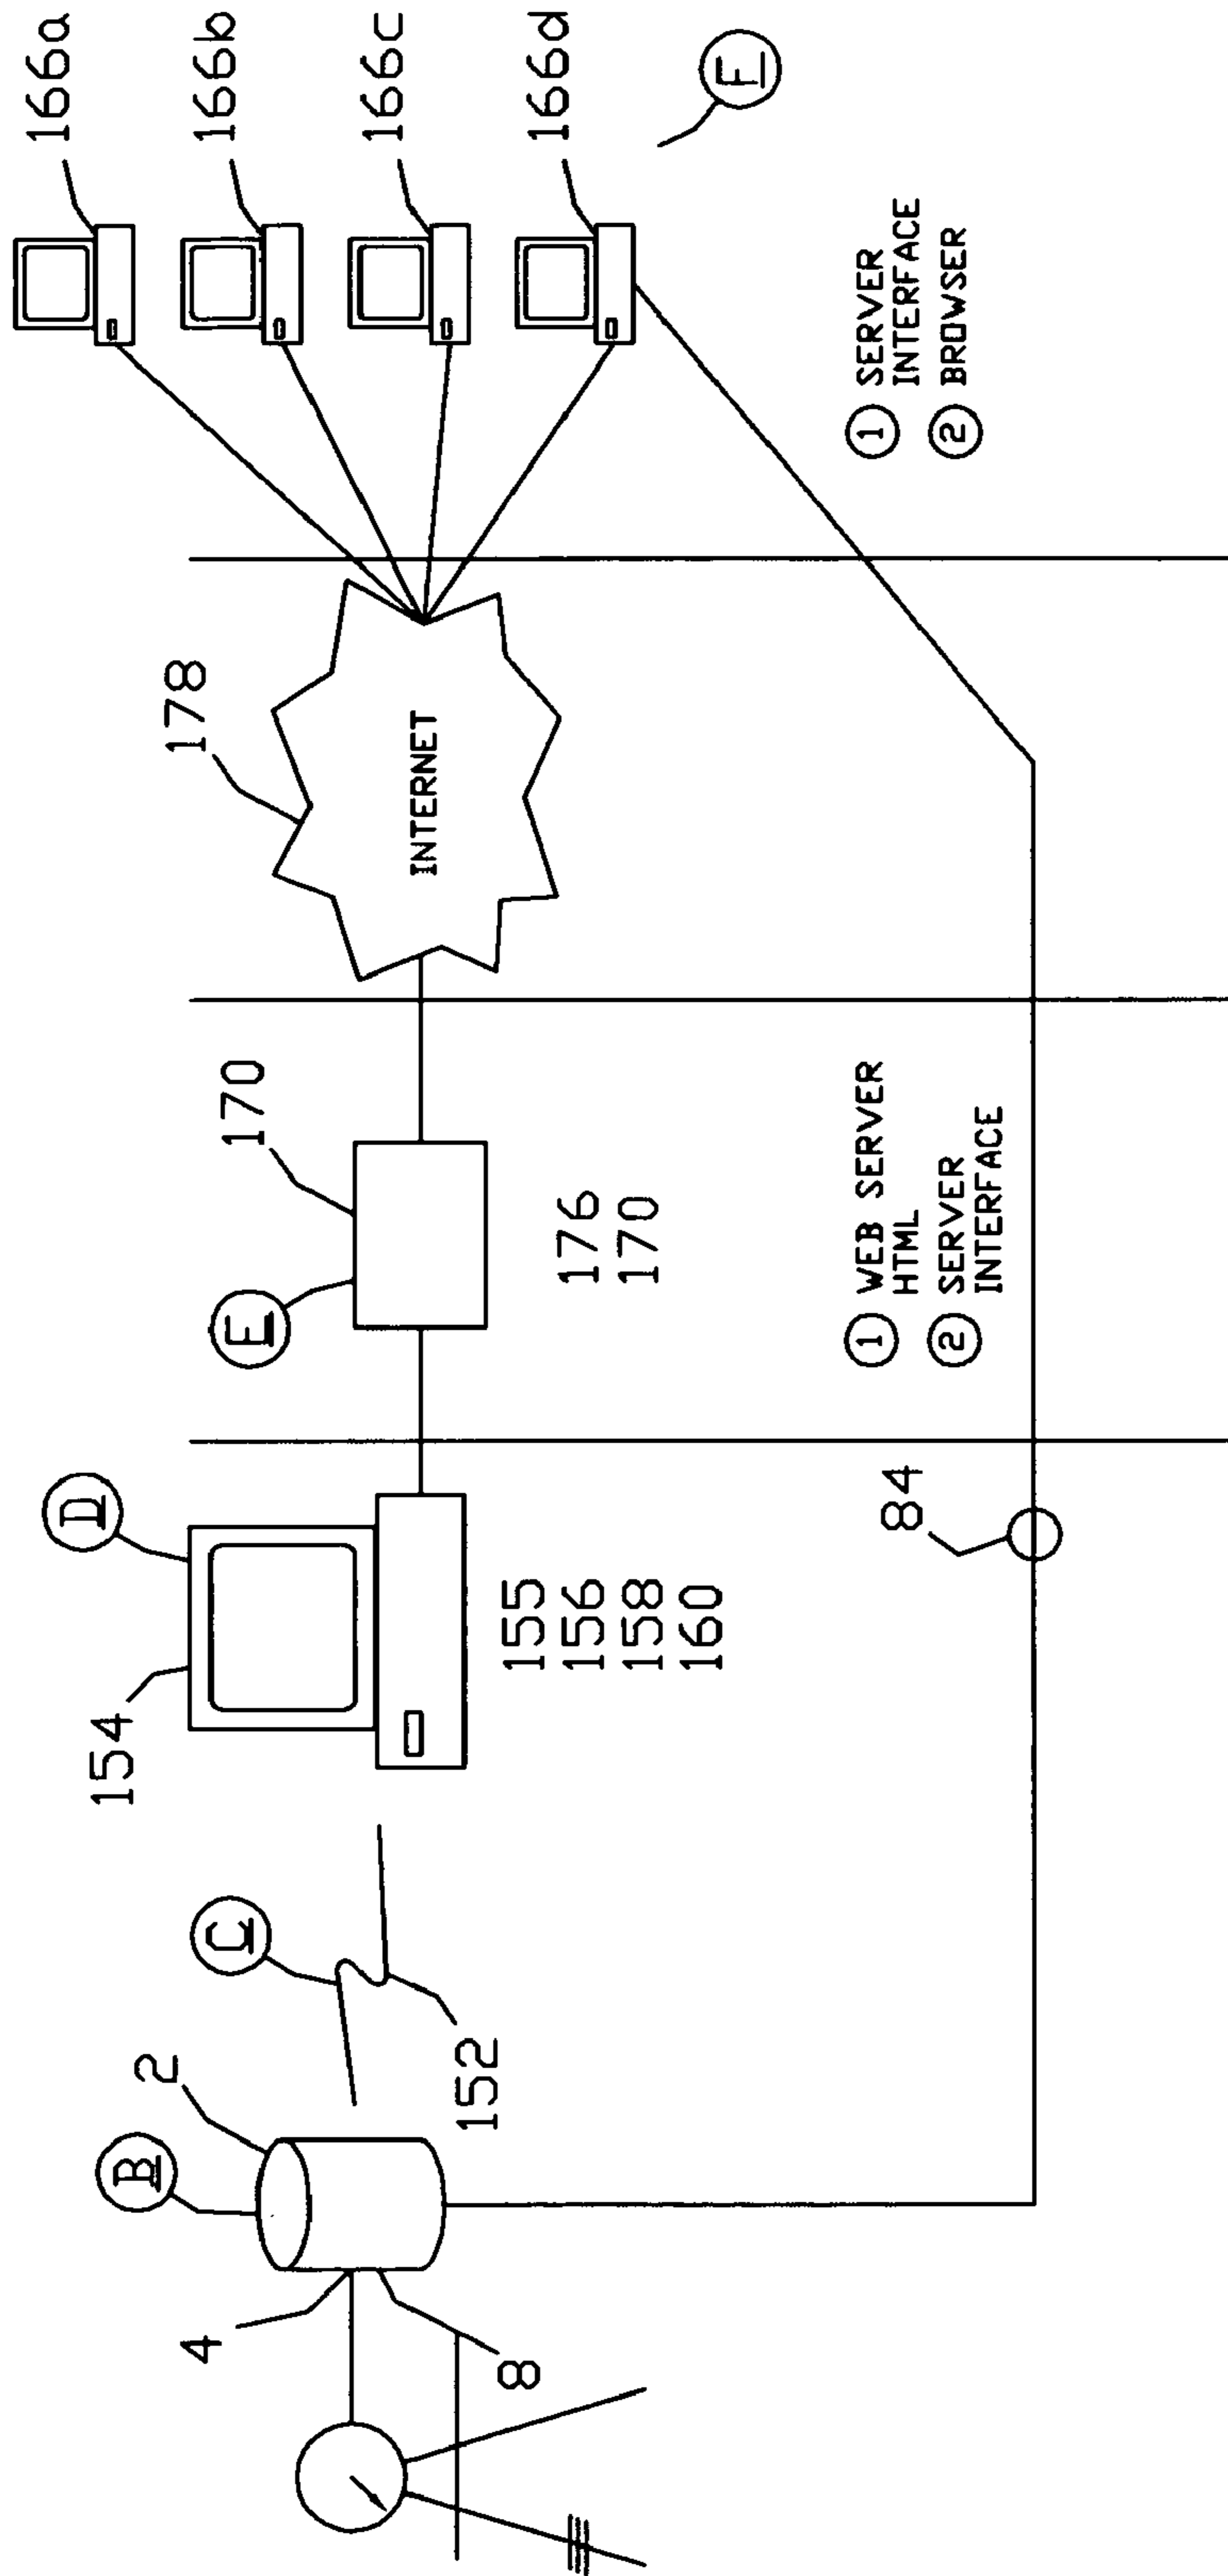 166a
166b
166c
166d
F
178
INTERNET
170
E
176
170
D
154
155
156
158
160
C
152
2
B
4
8
84
① WEB SERVER
HTML
② SERVER
INTERFACE
① SERVER
INTERFACE
② BROWSER